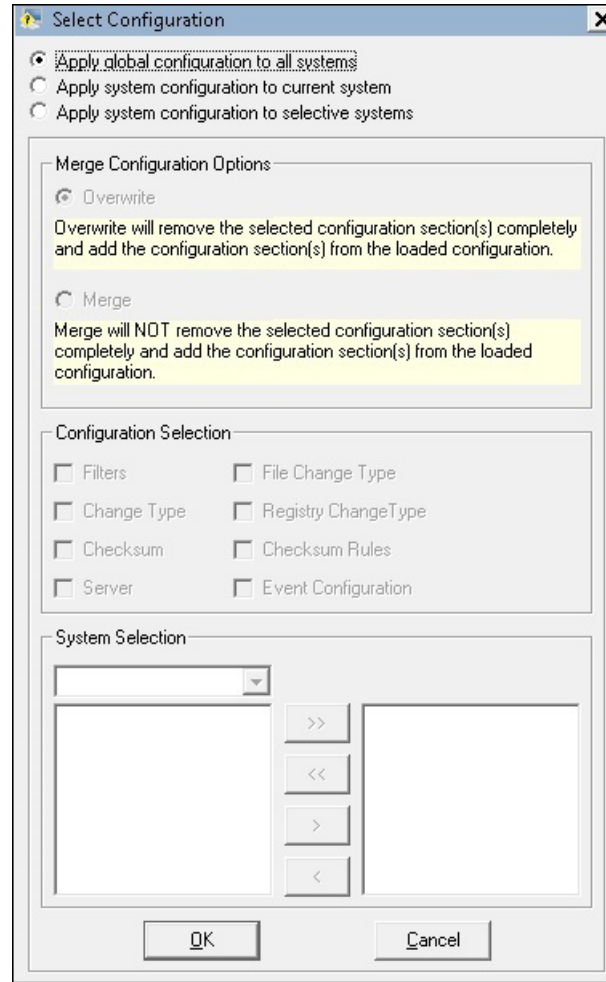 Select Configuration
Apply global configuration to all systems
Apply system configuration to current system
Apply system configuration to selective systems
Merge Configuration Options
Overwrite
Overwrite will remove the selected configuration section(s) completely
and add the configuration section(s) from the loaded configuration.
Merge
Merge will NOT remove the selected configuration section(s)
completely and add the configuration section(s) from the loaded
configuration.
Configuration Selection
Filters File Change Type
Change Type Registry ChangeType
Checksum Checksum Rules
Server Event Configuration
System Selection
>>
<<
>
<
OK Cancel